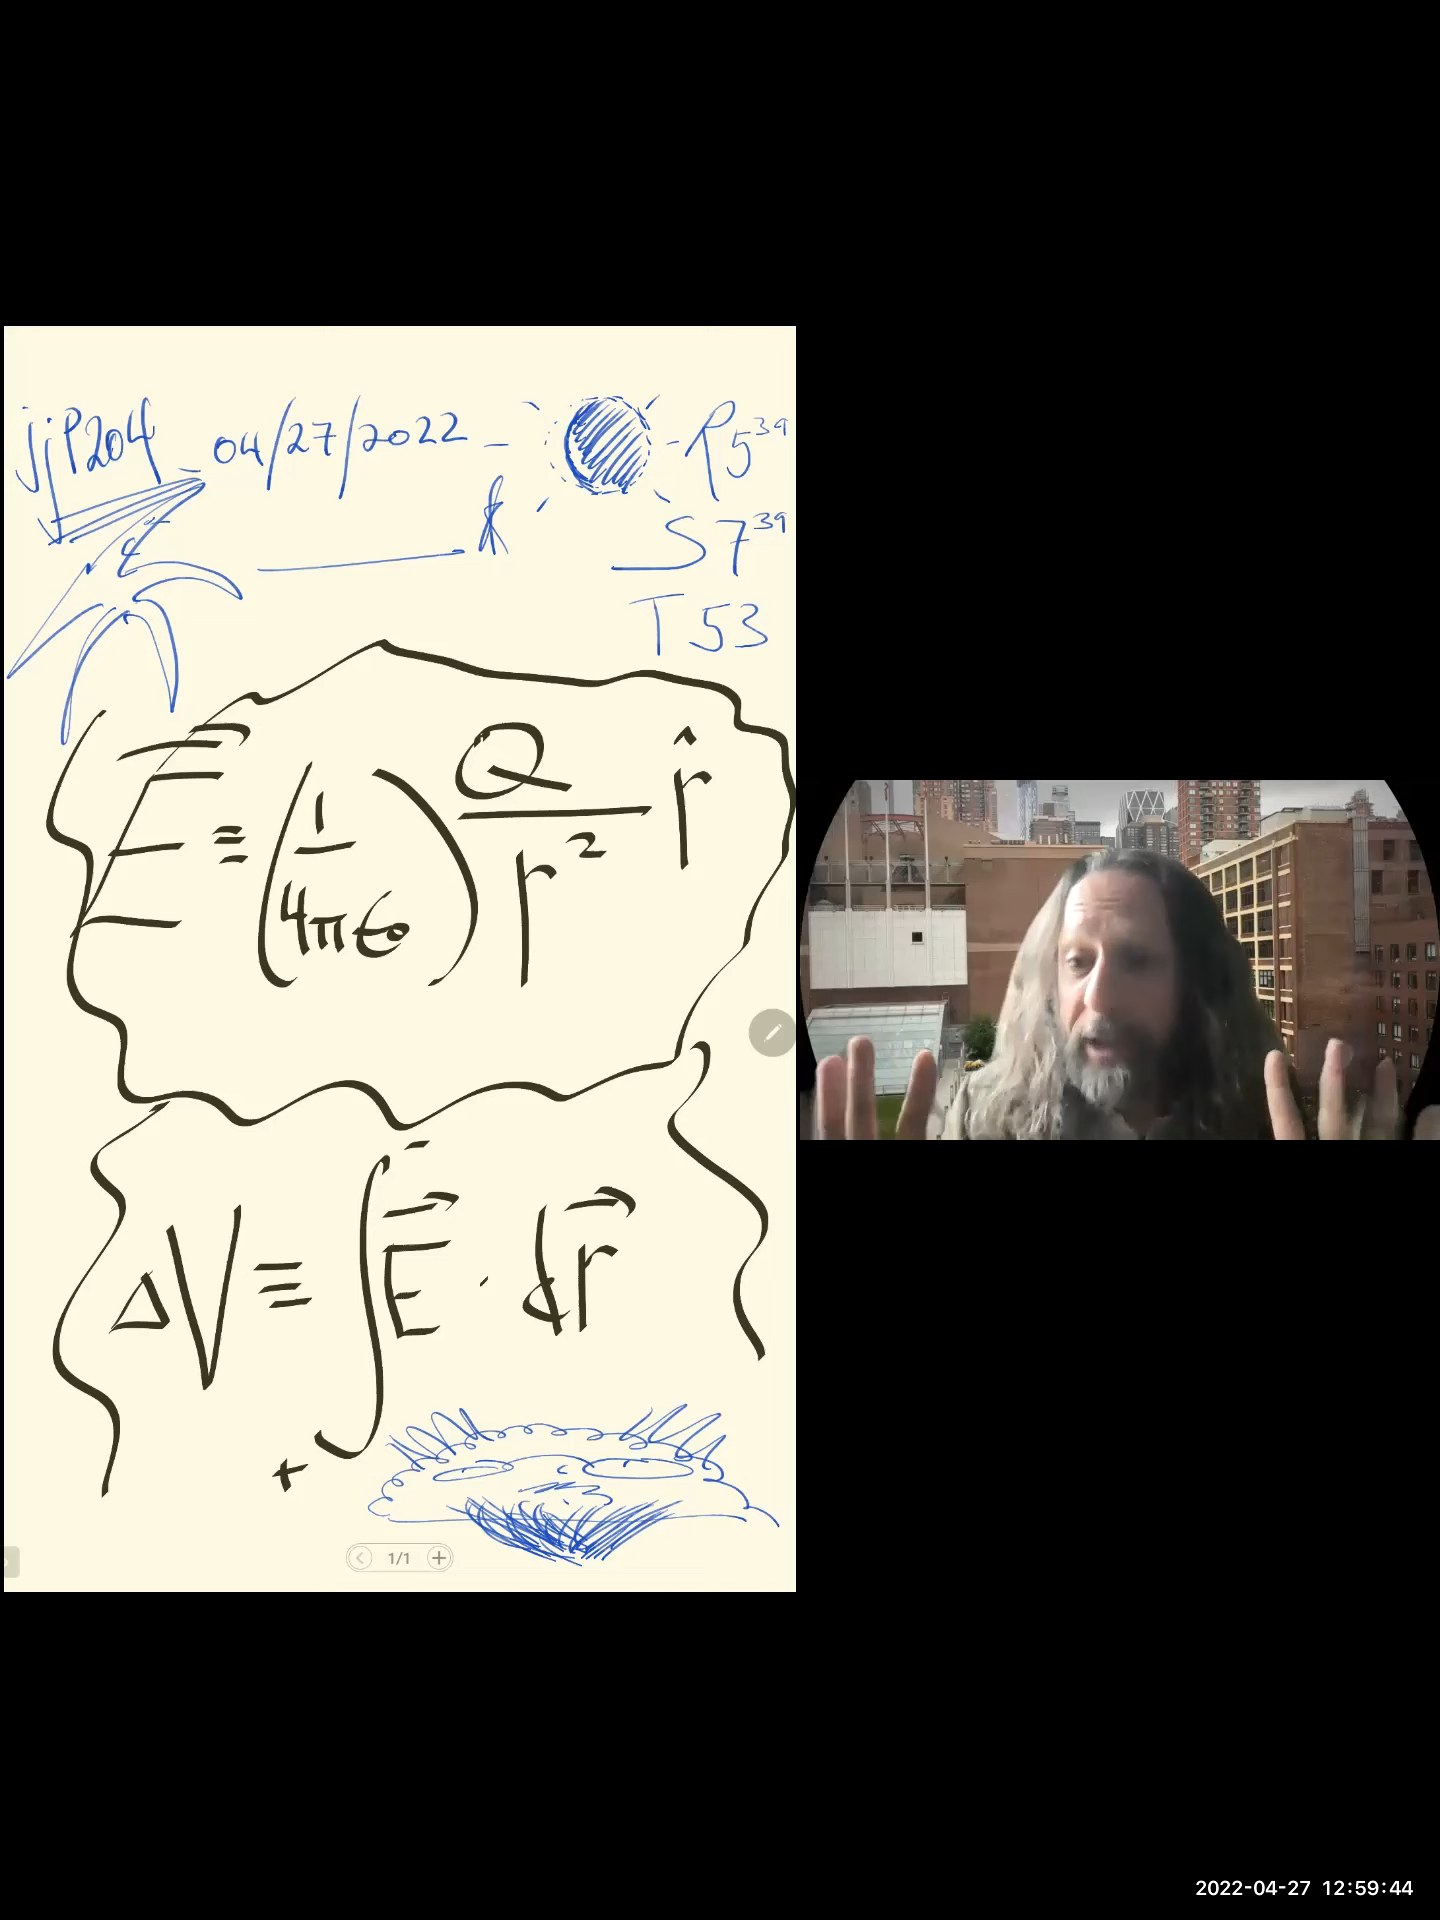 jjP204 - 04/27/2022 - - R5³⁹
S7³⁹
T53
E⃗ = (1/4πϵ₀) Q/r² r̂
ΔV ≡ ∫₊⁻ E⃗ · dr⃗
1/1
2022-04-27 12:59:44